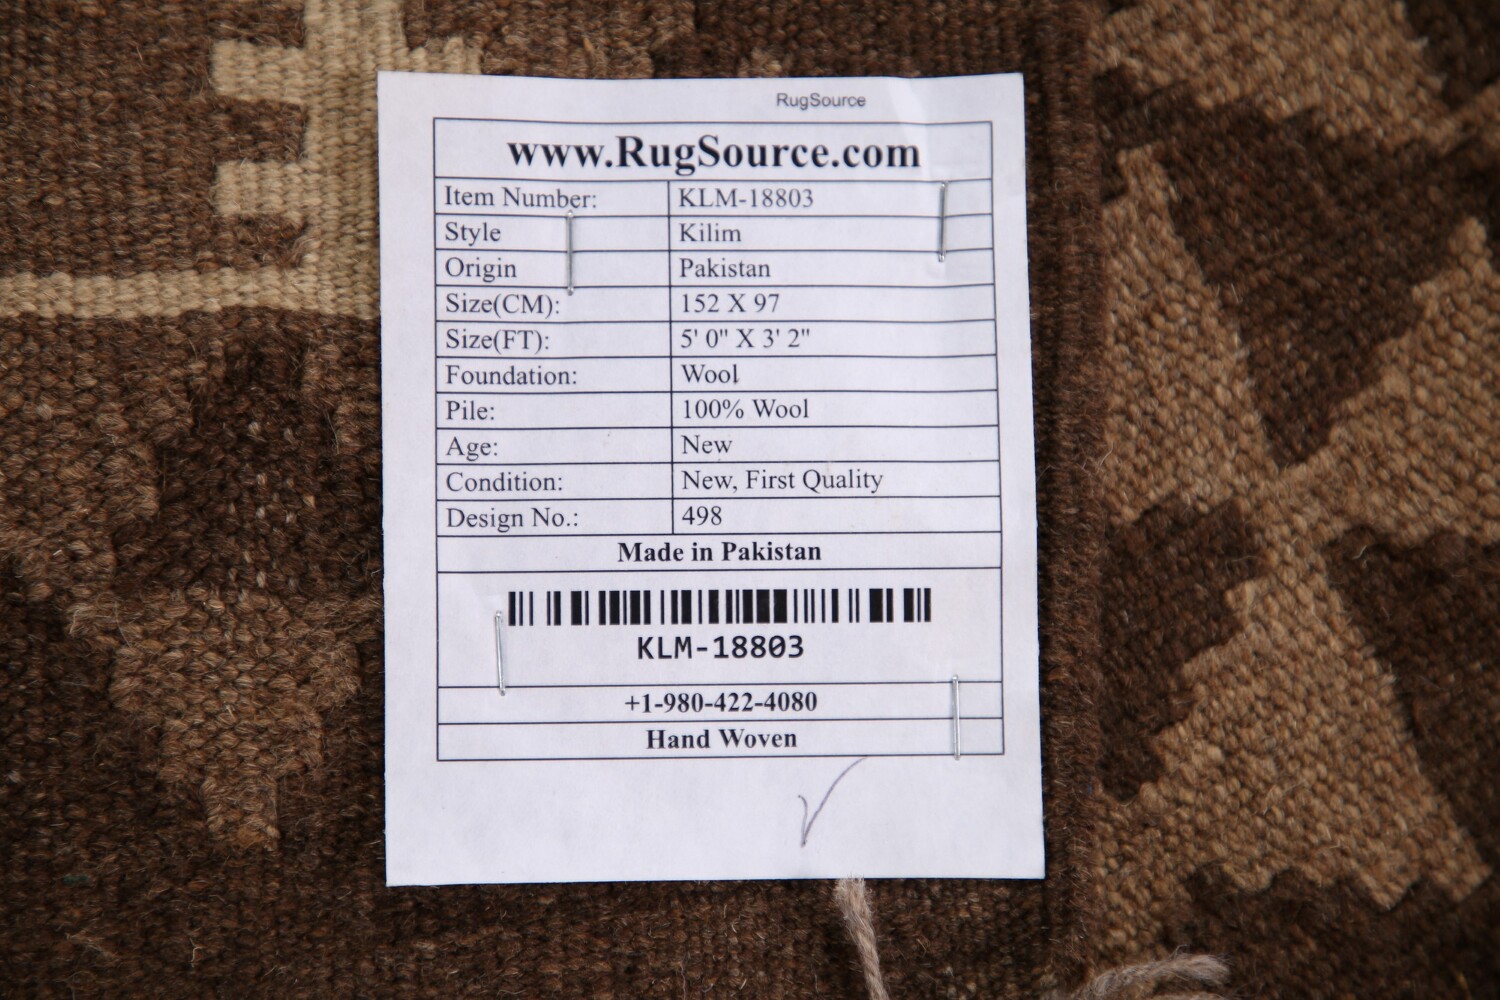 RugSource
www.RugSource.com
Item Number: KLM-18803
Style Kilim
Origin Pakistan
Size(CM): 152 X 97
Size(FT): 5' 0" X 3' 2"
Foundation: Wool
Pile: 100% Wool
Age: New
Condition: New, First Quality
Design No.: 498
Made in Pakistan
KLM-18803
+1-980-422-4080
Hand Woven